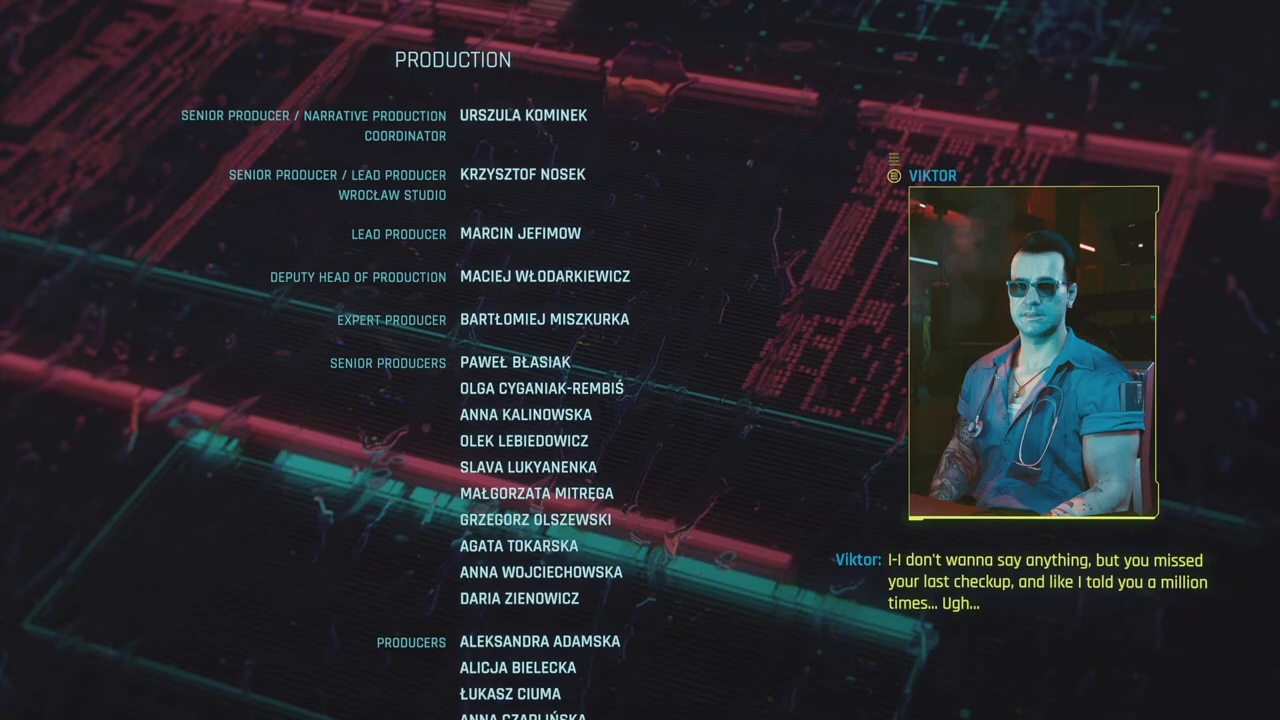 PRODUCTION
SENIOR PRODUCER / NARRATIVE PRODUCTION URSZULA KOMINEK
COORDINATOR
SENIOR PRODUCER / LEAD PRODUCER KRZYSZTOF NOSEK
WROCŁAW STUDIO
LEAD PRODUCER MARCIN JEFIMOW
DEPUTY HEAD OF PRODUCTION MACIEJ WŁODARKIEWICZ
EXPERT PRODUCER BARTŁOMIEJ MISZKURKA
SENIOR PRODUCERS PAWEŁ BŁASIAK
OLGA CYGANIAK-REMBIŚ
ANNA KALINOWSKA
OLEK LEBIEDOWICZ
SLAVA LUKYANENKA
MAŁGORZATA MITRĘGA
GRZEGORZ OLSZEWSKI
AGATA TOKARSKA
ANNA WOJCIECHOWSKA
DARIA ZIENOWICZ
PRODUCERS ALEKSANDRA ADAMSKA
ALICJA BIELECKA
ŁUKASZ CIUMA
ANNA CZAPLIŃSKA
VIKTOR
Viktor: I-I don't wanna say anything, but you missed
your last checkup, and like I told you a million
times... Ugh...